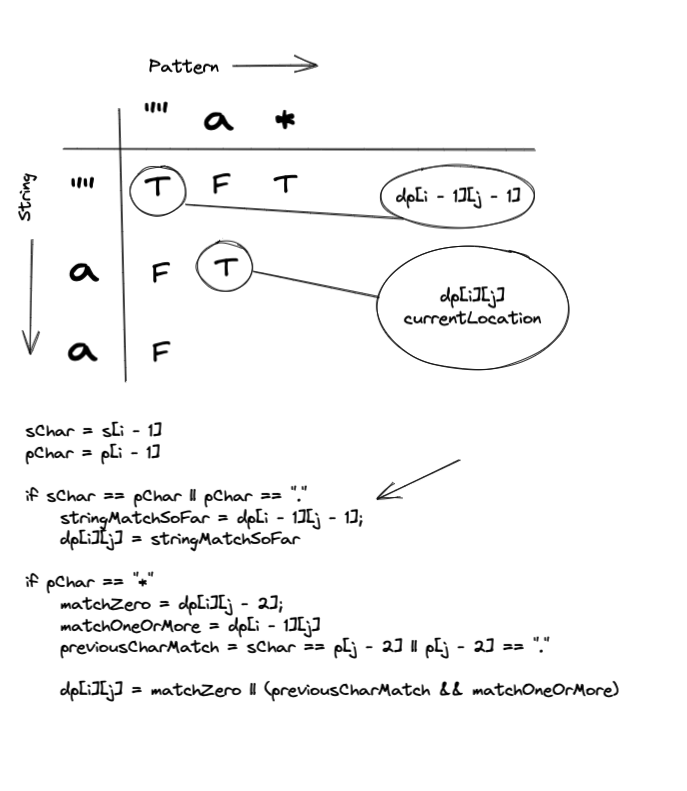 Pattern
"" a *
String
"" T F T
dp[i - 1][j - 1]
a F T
dp[i][j]
currentLocation
a F
sChar = s[i - 1]
pChar = p[i - 1]
if sChar == pChar || pChar == "."
stringMatchSoFar = dp[i - 1][j - 1];
dp[i][j] = stringMatchSoFar
if pChar == "*"
matchZero = dp[i][j - 2];
matchOneOrMore = dp[i - 1][j]
previousCharMatch = sChar == p[j - 2] || p[j - 2] == "."
dp[i][j] = matchZero || (previousCharMatch && matchOneOrMore)